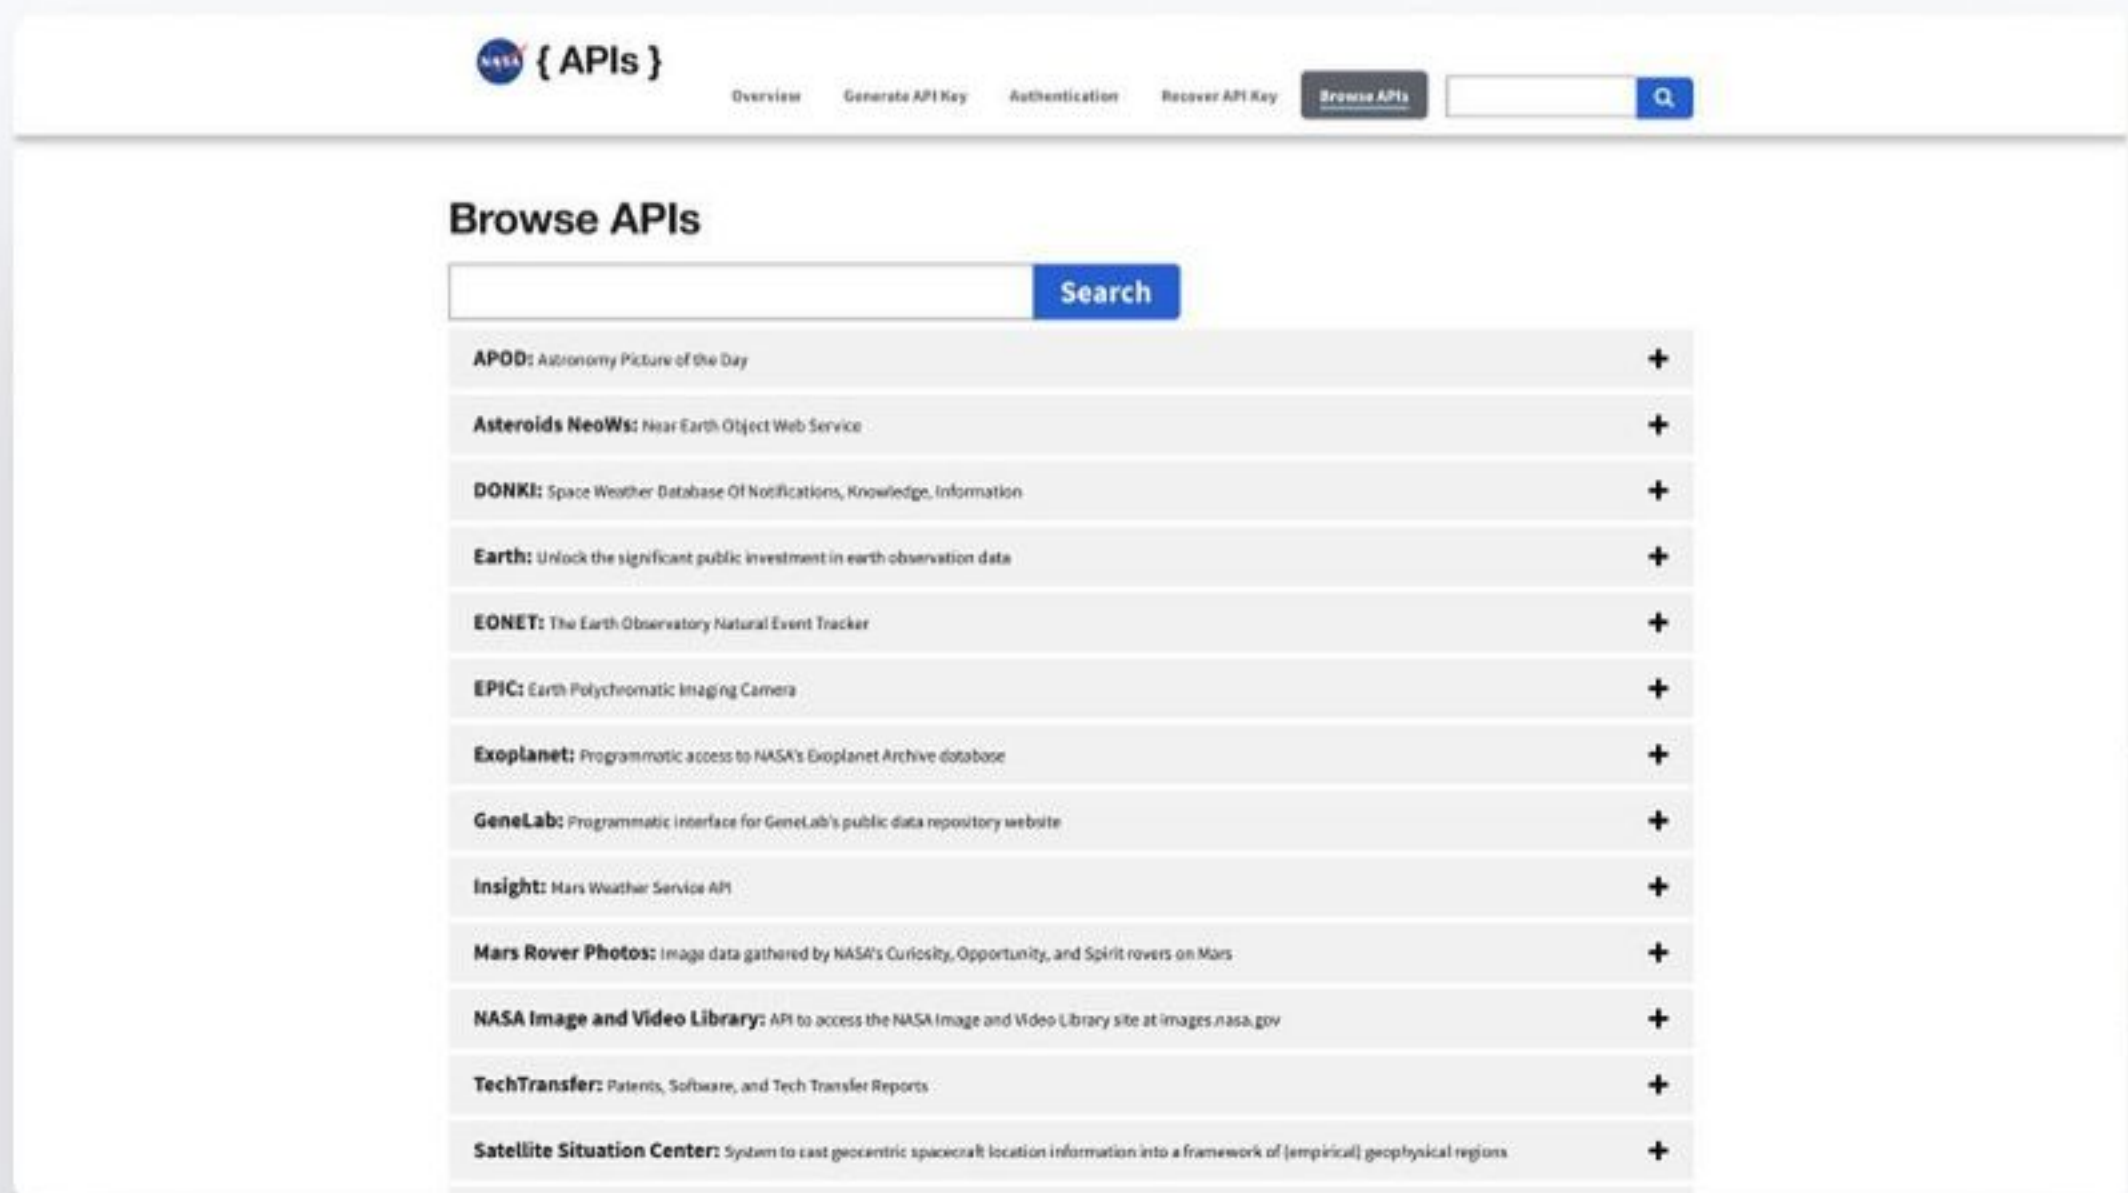 NASA { APIs }
Overview Generate API Key Authentication Recover API Key Browse APIs
Browse APIs
Search
APOD: Astronomy Picture of the Day
Asteroids NeoWs: Near Earth Object Web Service
DONKI: Space Weather Database Of Notifications, Knowledge, Information
Earth: Unlock the significant public investment in earth observation data
EONET: The Earth Observatory Natural Event Tracker
EPIC: Earth Polychromatic Imaging Camera
Exoplanet: Programmatic access to NASA's Exoplanet Archive database
GeneLab: Programmatic interface for GeneLab's public data repository website
Insight: Mars Weather Service API
Mars Rover Photos: Image data gathered by NASA's Curiosity, Opportunity, and Spirit rovers on Mars
NASA Image and Video Library: API to access the NASA Image and Video Library site at images.nasa.gov
TechTransfer: Patents, Software, and Tech Transfer Reports
Satellite Situation Center: System to cast geocentric spacecraft location information into a framework of (empirical) geophysical regions